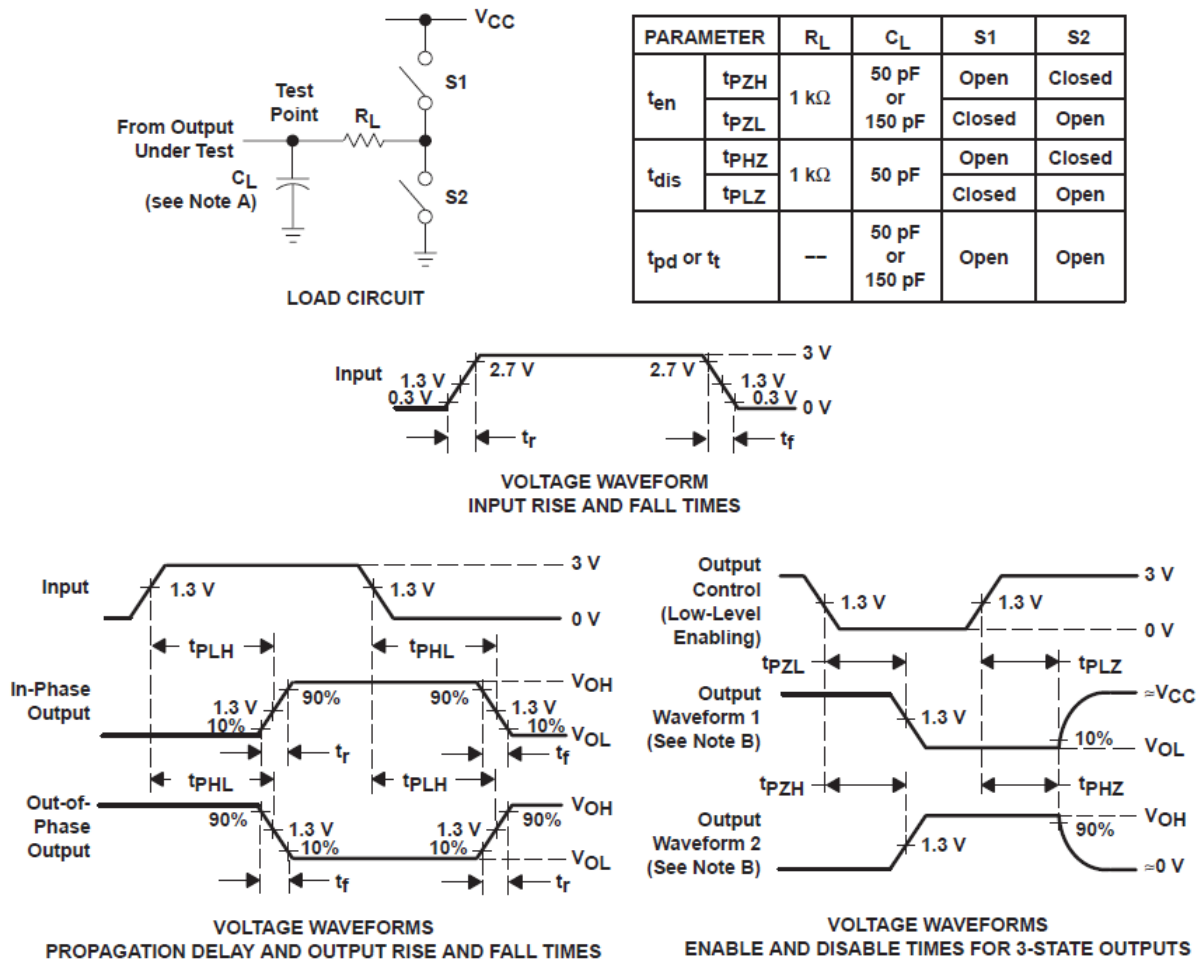 VCC
S1
Test
Point
RL
From Output
Under Test
CL
(see Note A)
S2
LOAD CIRCUIT
PARAMETER RL CL S1 S2
ten tPZH 1 kΩ 50 pF or 150 pF Open Closed
tPZL Closed Open
tdis tPHZ 1 kΩ 50 pF Open Closed
tPLZ Closed Open
tpd or tt –– 50 pF or 150 pF Open Open
Input
1.3 V
0.3 V
2.7 V
2.7 V
3 V
1.3 V
0.3 V
0 V
tr
tf
VOLTAGE WAVEFORM
INPUT RISE AND FALL TIMES
Input
1.3 V
1.3 V
3 V
0 V
tPLH
tPHL
In-Phase
Output
1.3 V
10%
90%
90%
1.3 V
10%
VOH
VOL
tr
tf
tPHL
tPLH
Out-of-
Phase
Output
90%
1.3 V
10%
1.3 V
10%
90%
VOH
VOL
tf
tr
VOLTAGE WAVEFORMS
PROPAGATION DELAY AND OUTPUT RISE AND FALL TIMES
Output
Control
(Low-Level
Enabling)
1.3 V
1.3 V
3 V
0 V
tPZL
tPLZ
Output
Waveform 1
(See Note B)
1.3 V
10%
≈VCC
VOL
tPZH
tPHZ
Output
Waveform 2
(See Note B)
1.3 V
90%
VOH
≈0 V
VOLTAGE WAVEFORMS
ENABLE AND DISABLE TIMES FOR 3-STATE OUTPUTS